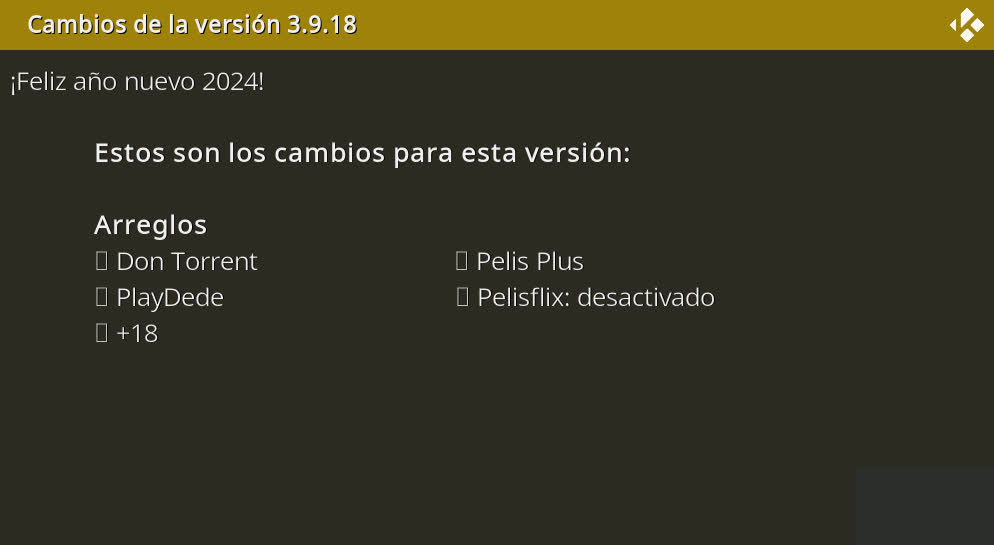 Cambios de la versión 3.9.18
¡Feliz año nuevo 2024!
Estos son los cambios para esta versión:
Arreglos
▯ Don Torrent ▯ Pelis Plus
▯ PlayDede ▯ Pelisflix: desactivado
▯ +18